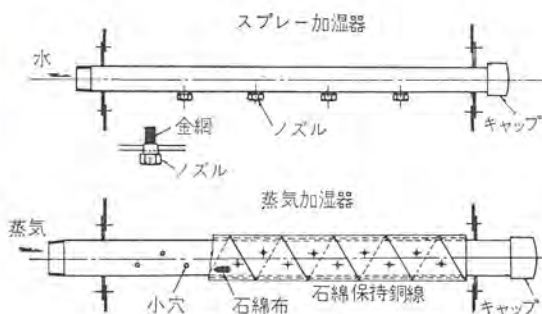 スプレー加湿器
水
金網
ノズル
キャップ
ノズル
蒸気加湿器
蒸気
小穴
石綿布
石綿保持銅線
キャップ